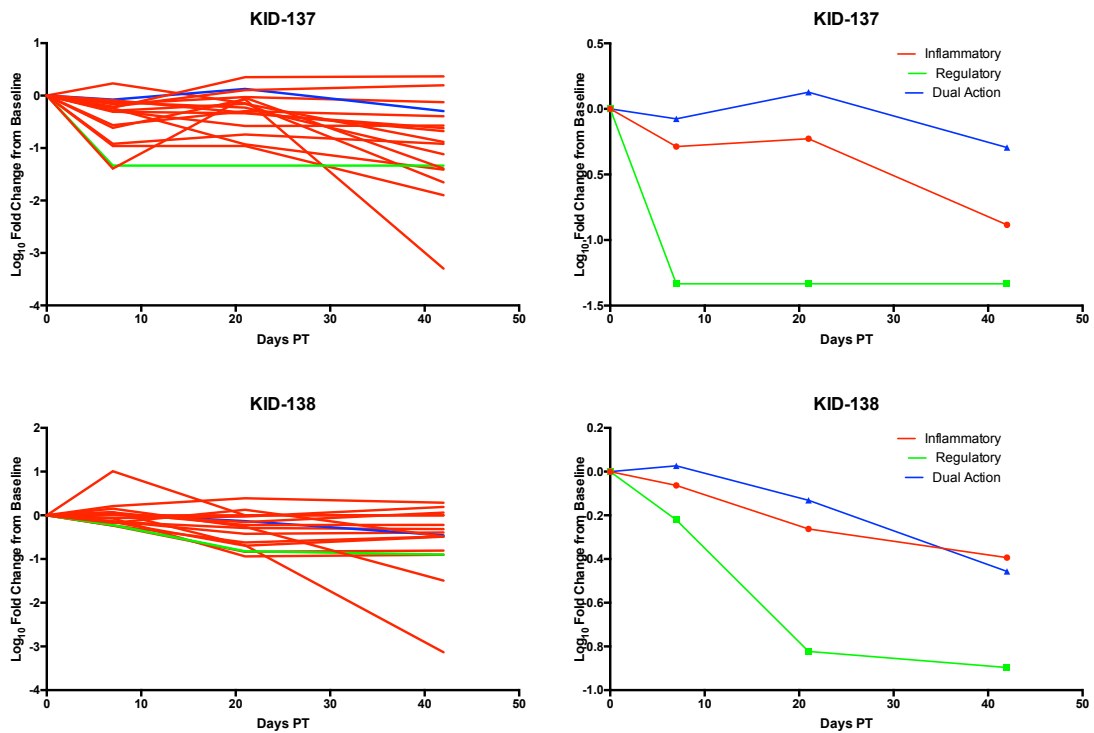 KID-137
Log10 Fold Change from Baseline
1
0
-1
-2
-3
-4
0 10 20 30 40 50
Days PT
KID-137
Log10 Fold Change from Baseline
0.5
0.0
-0.5
-1.0
-1.5
0 10 20 30 40 50
Days PT
Inflammatory
Regulatory
Dual Action
KID-138
Log10 Fold Change from Baseline
2
1
0
-1
-2
-3
-4
0 10 20 30 40 50
Days PT
KID-138
Log10 Fold Change from Baseline
0.2
0.0
-0.2
-0.4
-0.6
-0.8
-1.0
0 10 20 30 40 50
Days PT
Inflammatory
Regulatory
Dual Action